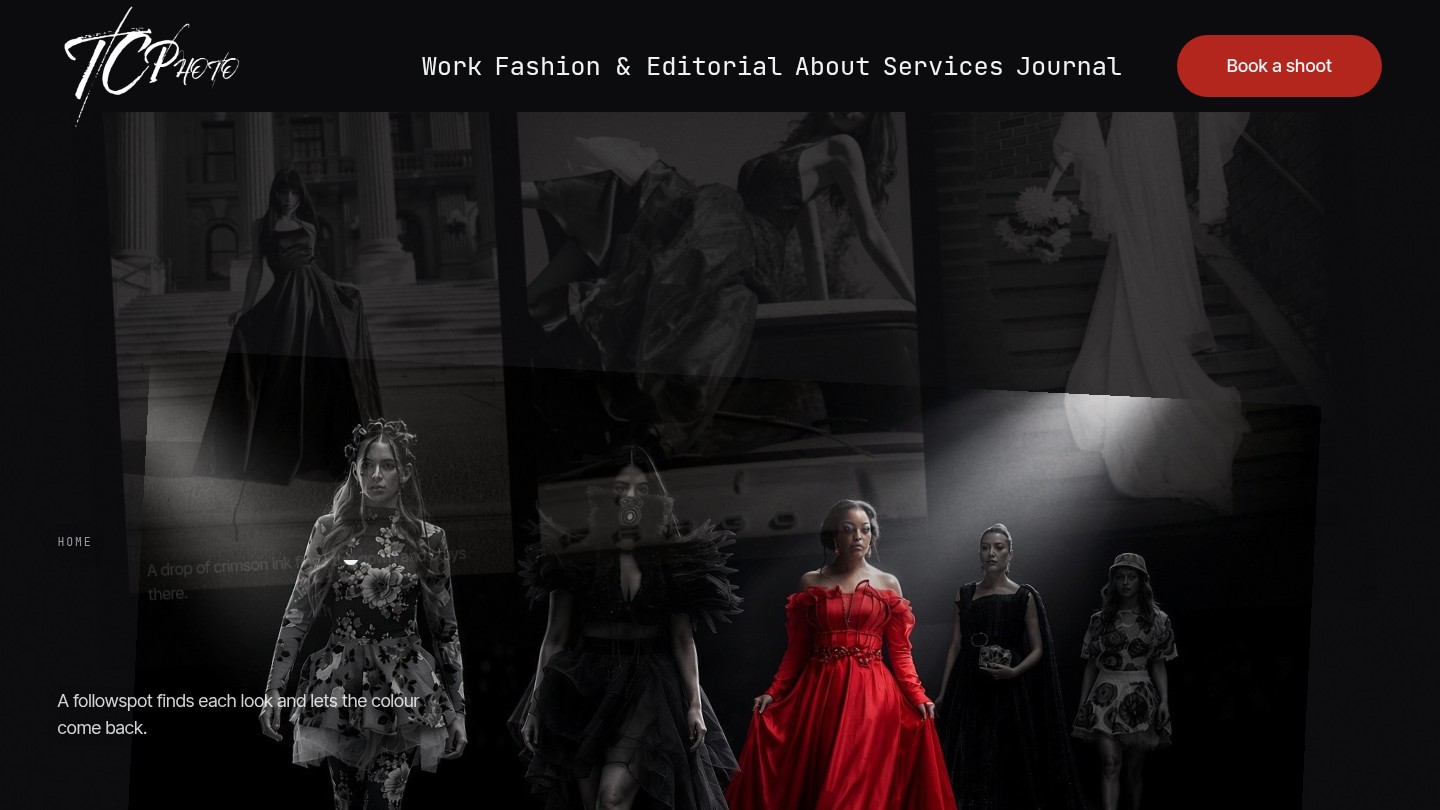 TCPHOTO
Work Fashion & Editorial About Services Journal
Book a shoot
HOME
A drop of crimson ink
there.
A followspot finds each look and lets the colour
come back.